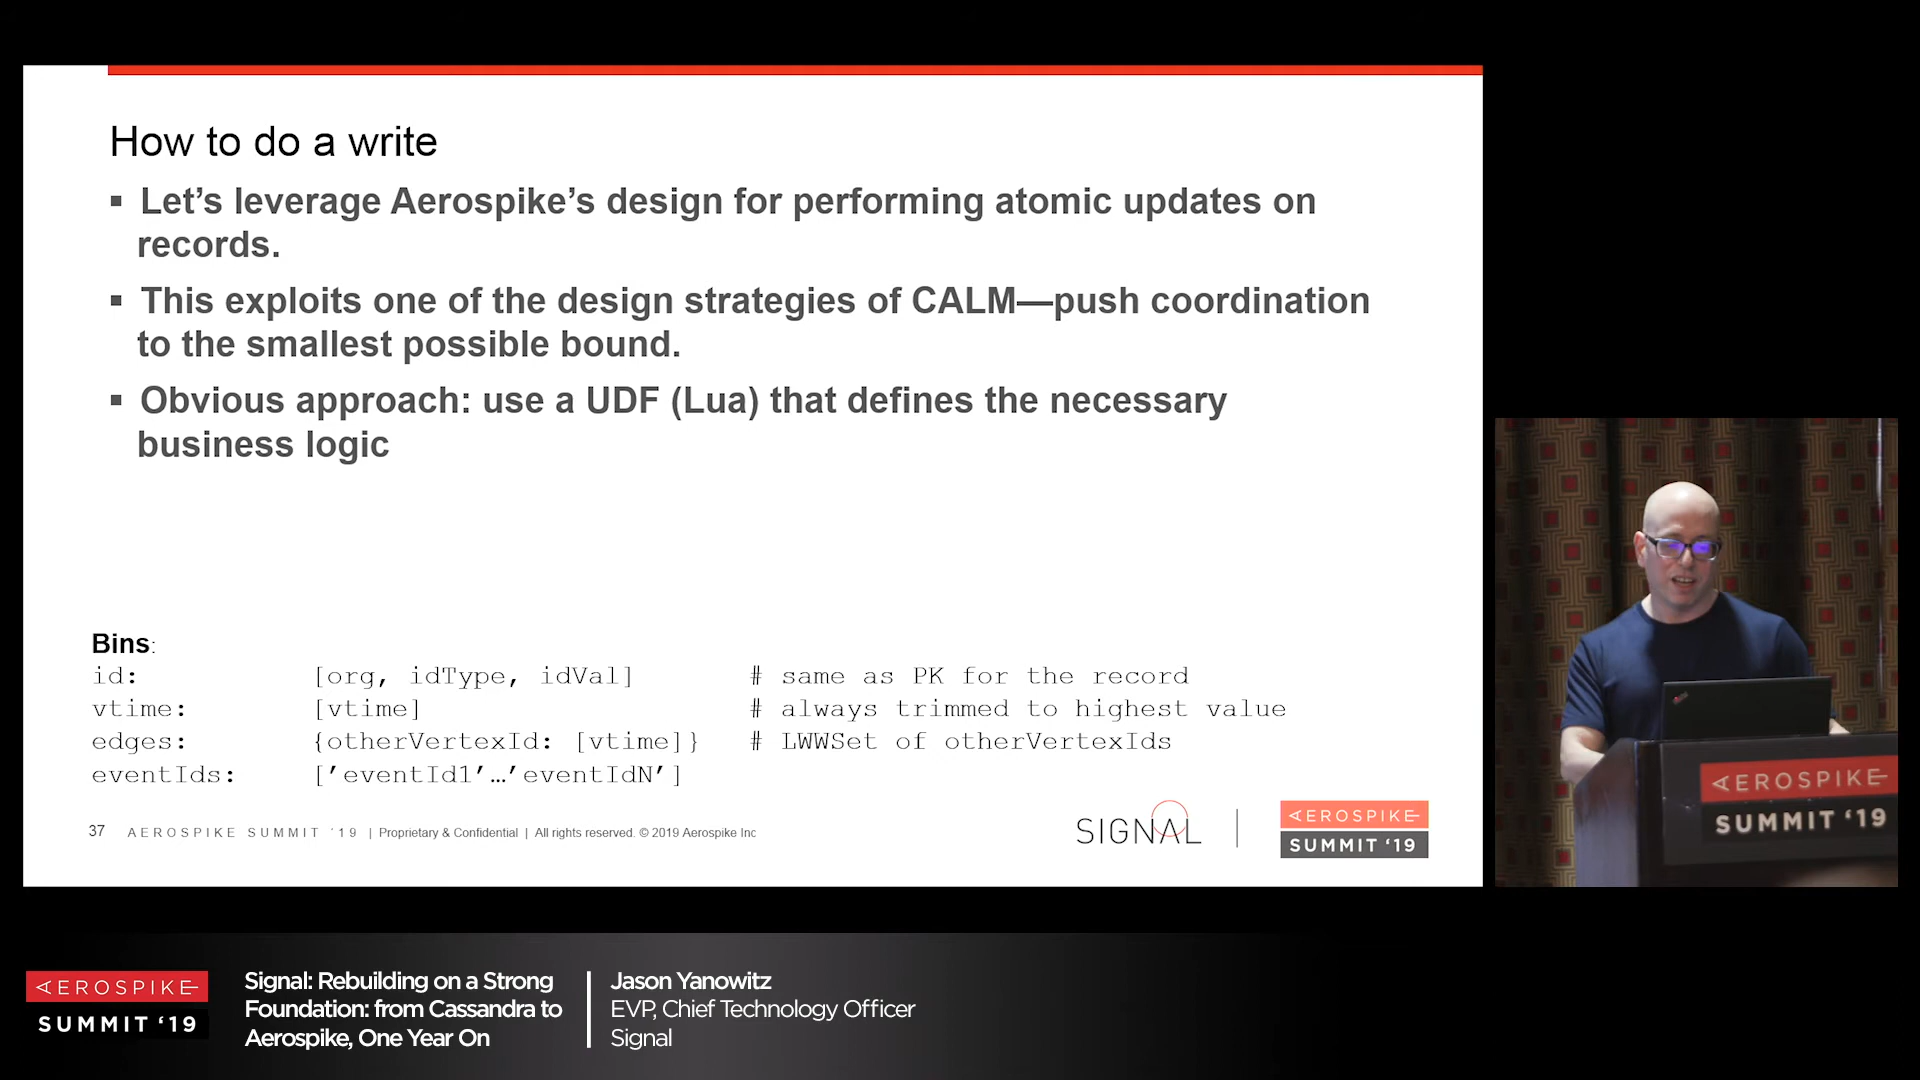 How to do a write
▪ Let’s leverage Aerospike’s design for performing atomic updates on
records.
▪ This exploits one of the design strategies of CALM—push coordination
to the smallest possible bound.
▪ Obvious approach: use a UDF (Lua) that defines the necessary
business logic
Bins:
id: [org, idType, idVal] # same as PK for the record
vtime: [vtime] # always trimmed to highest value
edges: {otherVertexId: [vtime]} # LWWSet of otherVertexIds
eventIds: [’eventId1’…’eventIdN’]
37 AEROSPIKE SUMMIT ’19 | Proprietary & Confidential | All rights reserved. © 2019 Aerospike Inc
SIGNAL
AEROSPIKE
SUMMIT ‘19
AEROSPIKE
SUMMIT ‘19
AEROSPIKE
SUMMIT ‘19
Signal: Rebuilding on a Strong
Foundation: from Cassandra to
Aerospike, One Year On
Jason Yanowitz
EVP, Chief Technology Officer
Signal